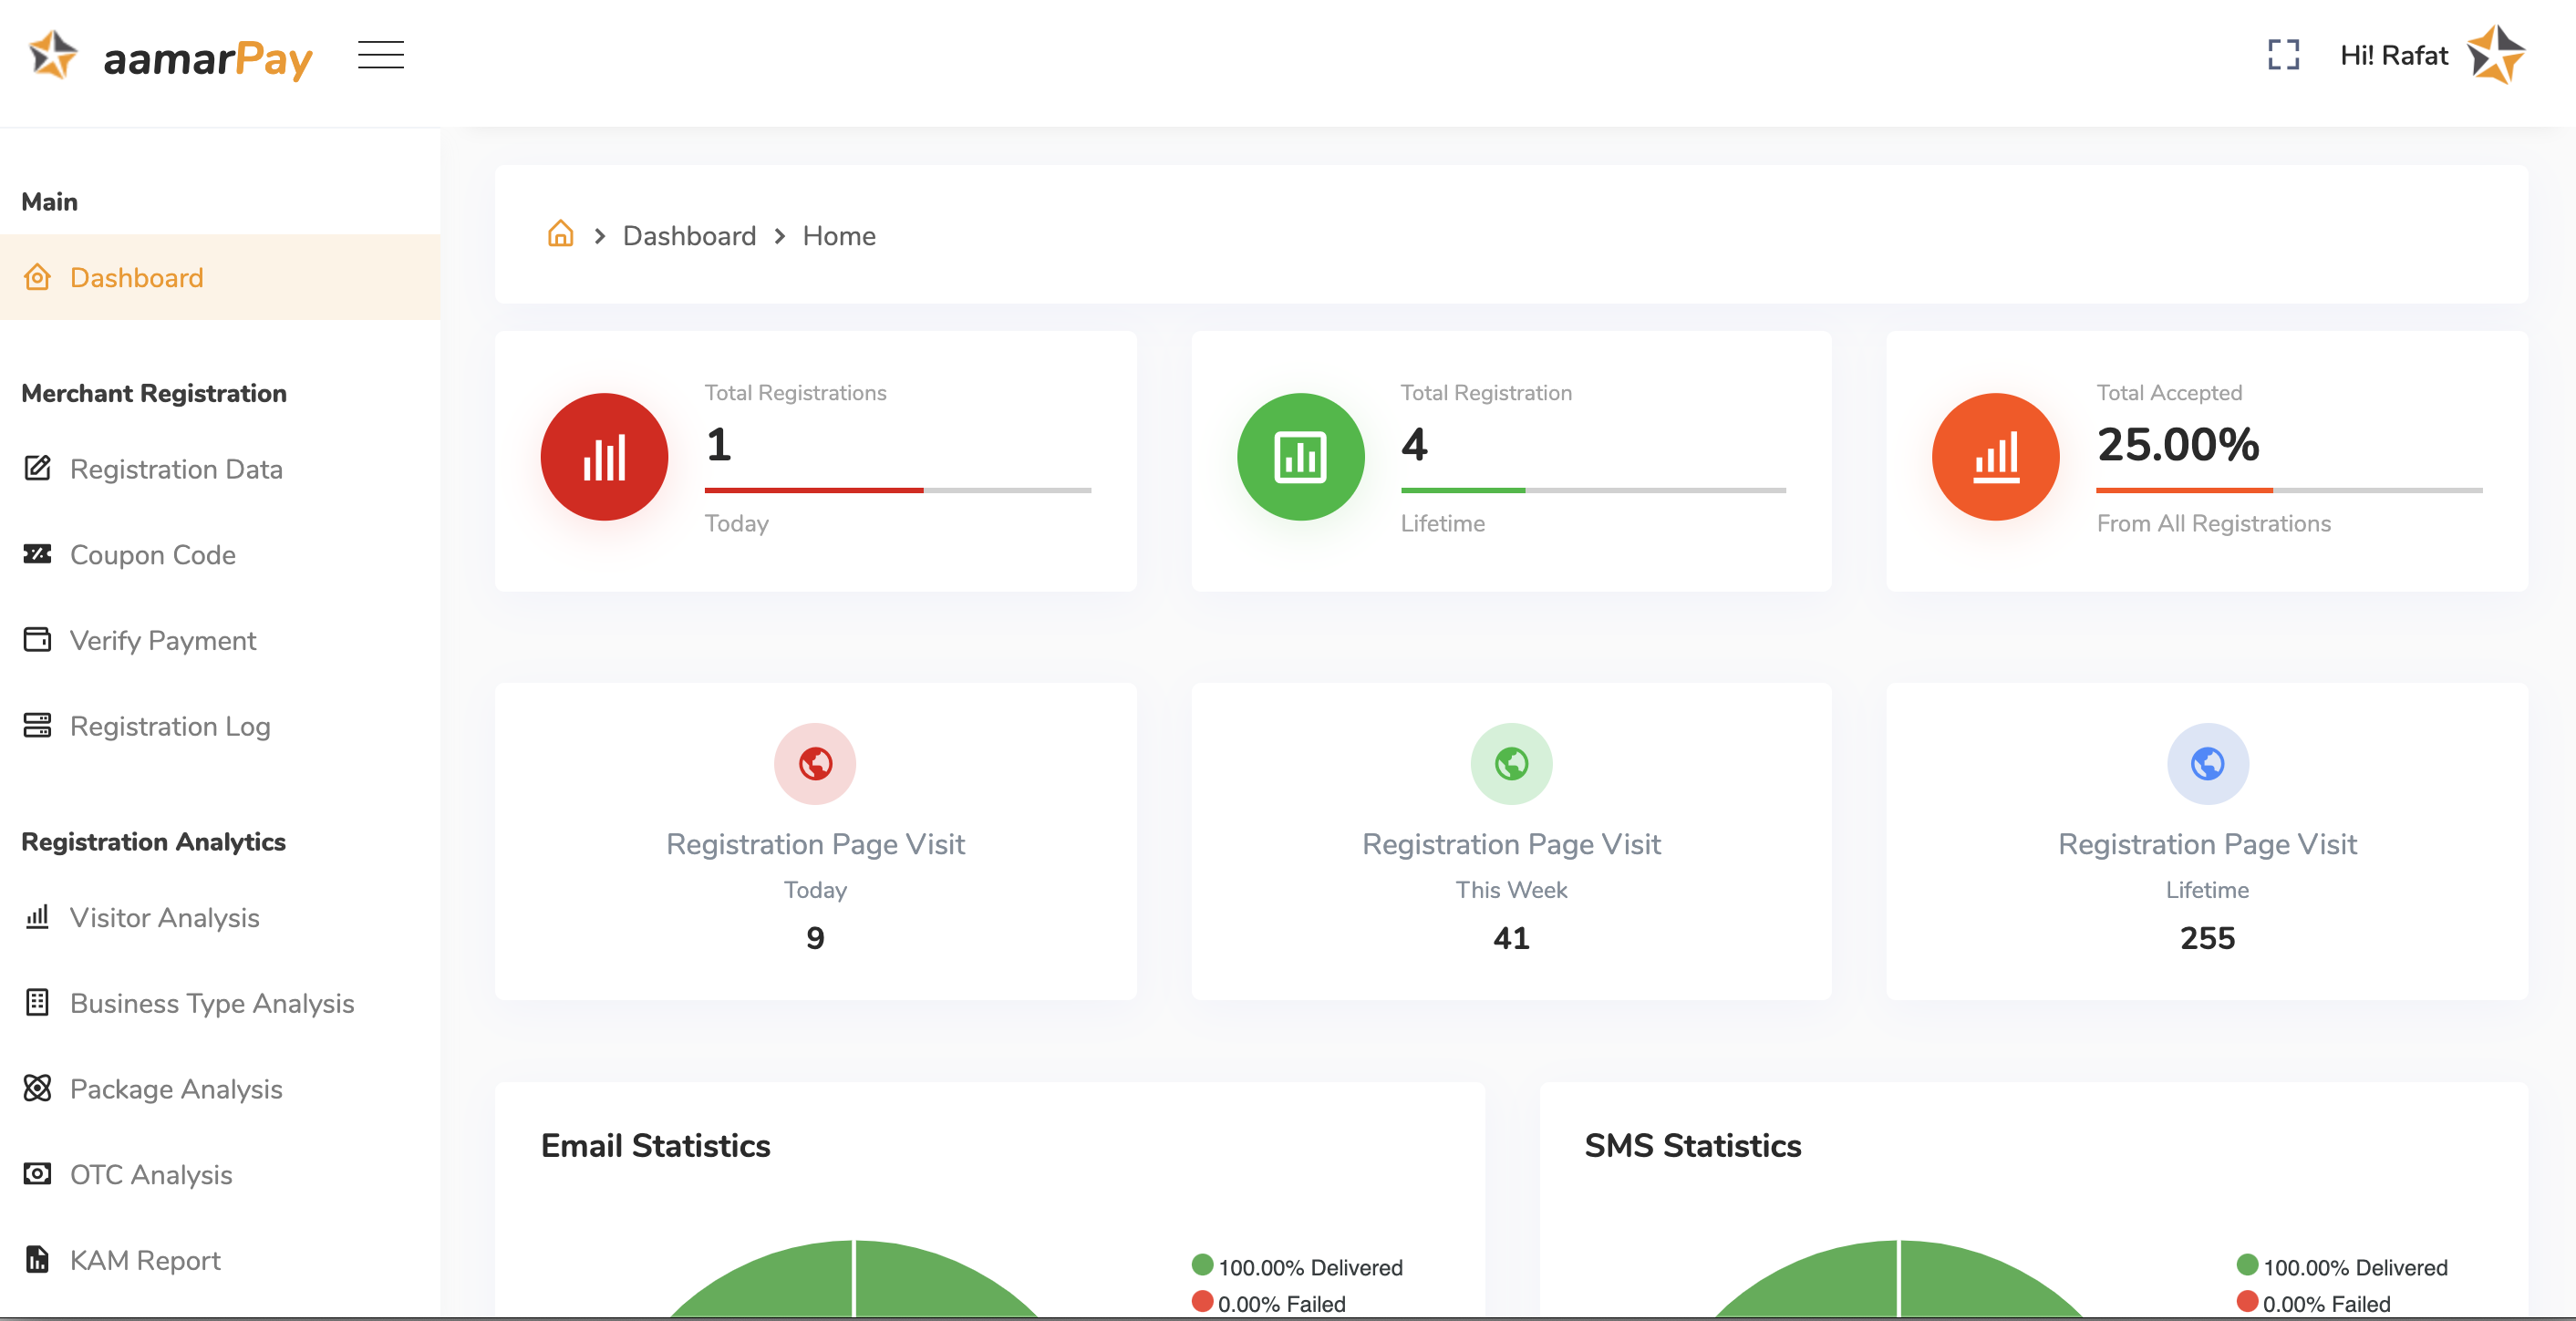 aamarPay
Hi! Rafat
Main
Dashboard
Merchant Registration
Registration Data
Coupon Code
Verify Payment
Registration Log
Registration Analytics
Visitor Analysis
Business Type Analysis
Package Analysis
OTC Analysis
KAM Report
Dashboard
Home
Total Registrations
1
Today
Total Registration
4
Lifetime
Total Accepted
25.00%
From All Registrations
Registration Page Visit
Today
9
Registration Page Visit
This Week
41
Registration Page Visit
Lifetime
255
Email Statistics
100.00% Delivered
0.00% Failed
SMS Statistics
100.00% Delivered
0.00% Failed